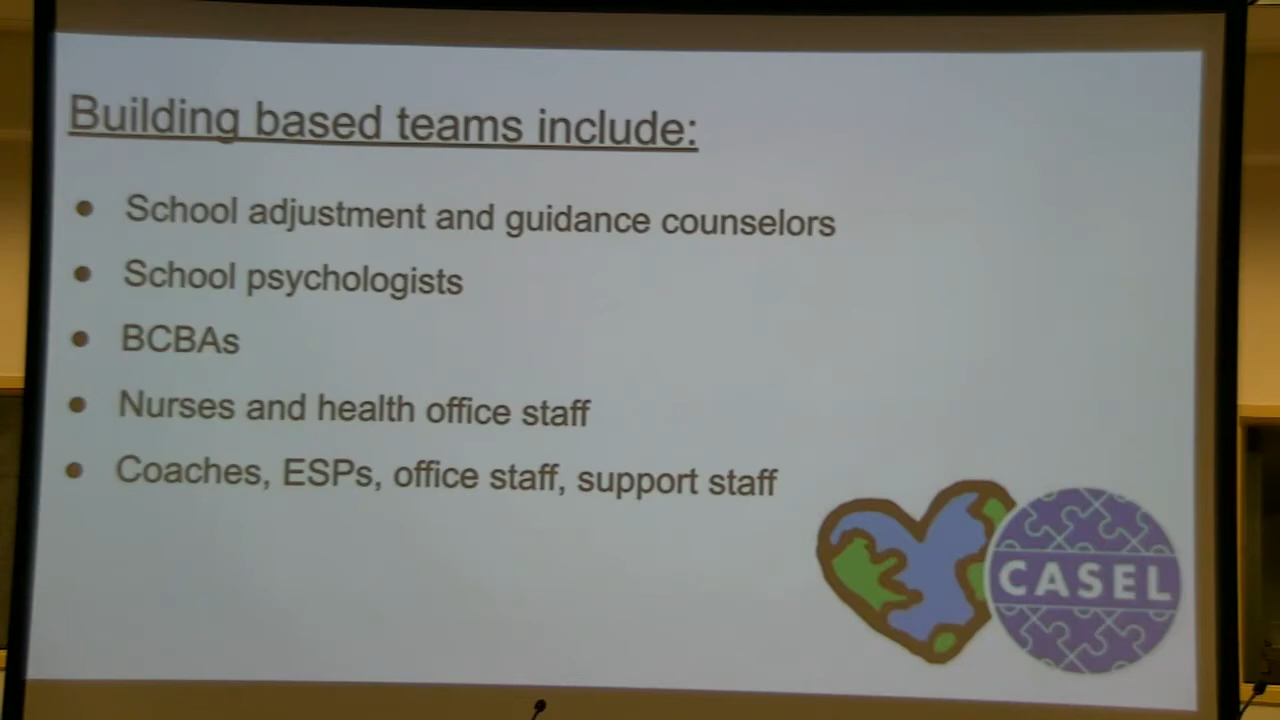 Building based teams include:
School adjustment and guidance counselors
School psychologists
BCBAs
Nurses and health office staff
Coaches, ESPs, office staff, support staff
CASEL